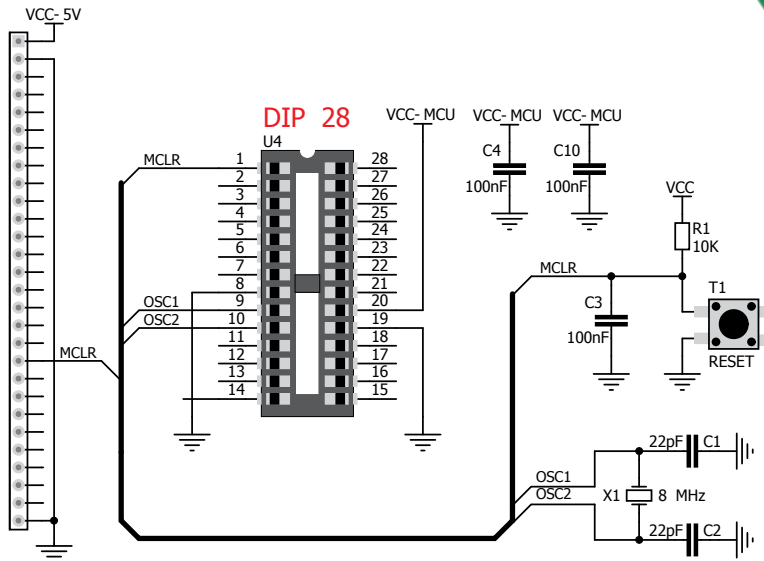 VCC- 5V
DIP 28
U4
VCC- MCU
VCC- MCU
VCC- MCU
C4
100nF
C10
100nF
MCLR
1
2
3
4
5
6
7
8
9
10
11
12
13
14
28
27
26
25
24
23
22
21
20
19
18
17
16
15
OSC1
OSC2
MCLR
VCC
R1
10K
MCLR
C3
100nF
T1
RESET
22pF
C1
OSC1
OSC2
X1
8 MHz
22pF
C2